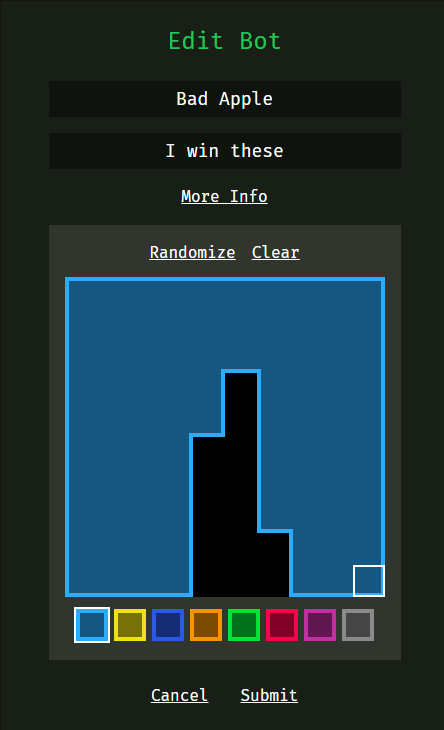 Edit Bot
Bad Apple
I win these
More Info
Randomize Clear
Cancel Submit